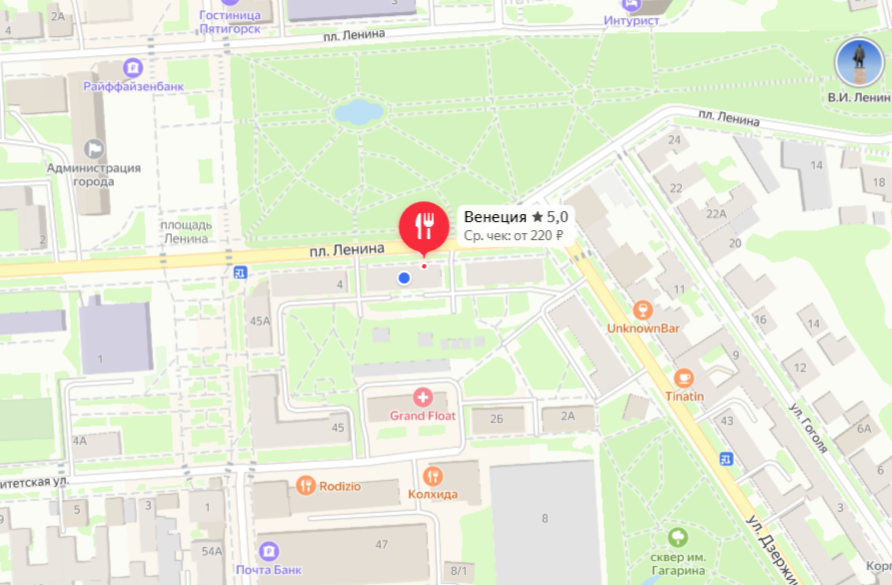 4
2А
Гостиница
Пятигорск
3
пл. Ленина
Интурист
Райффайзенбанк
В.И. Ленин
пл. Ленина
Администрация
города
24
14
22
18
22А
20
площадь
Ленина
Венеция ★ 5,0
Ср. чек: от 220 ₽
2
пл. Ленина
4
11
45А
UnknownBar
16
14
1
9
12
Tinatin
Grand Float
2Б
2А
43
ул. Гоголя
45
4А
6А
6
итетская ул.
Rodizio
Колхида
5
3
1
8
ул. Дзержи
47
54А
Почта Банк
8/1
сквер им.
Гагарина
Кор